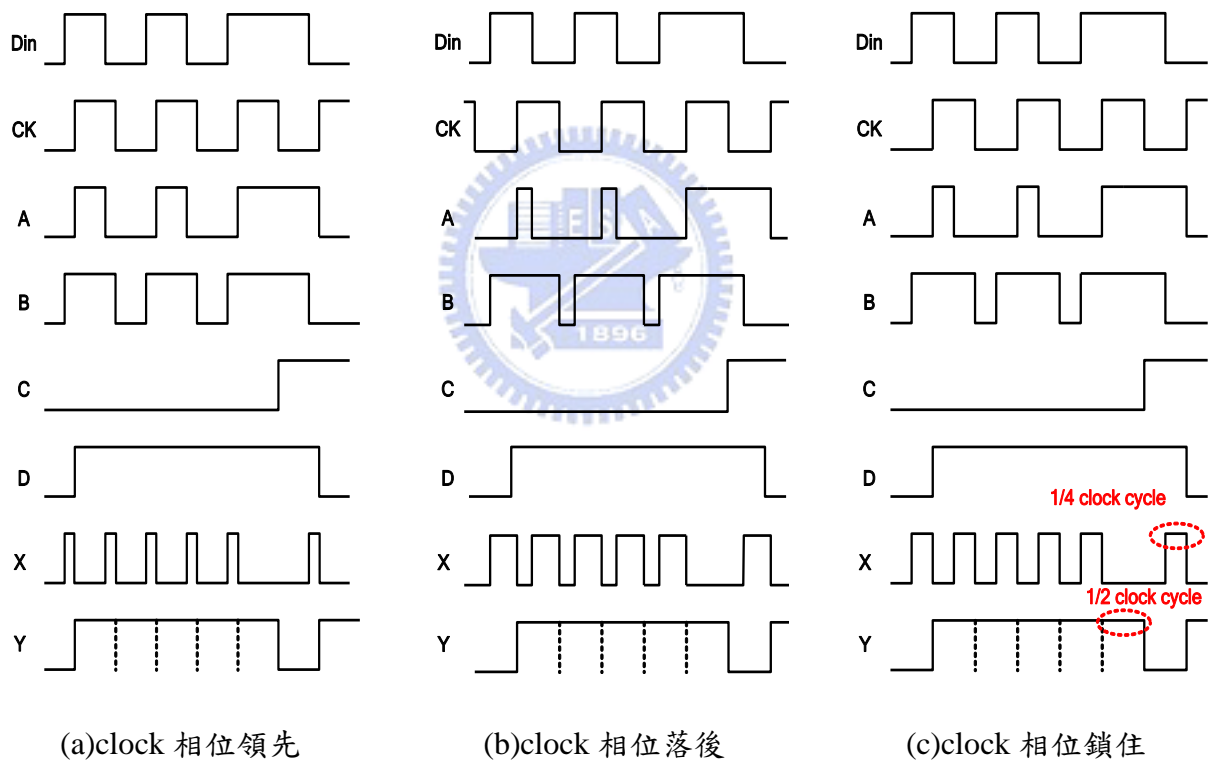 Din
CK
A
B
C
D
X
Y
(a)clock 相位領先
Din
CK
A
B
C
D
X
Y
ESA
1896
(b)clock 相位落後
Din
CK
A
B
C
D
1/4 clock cycle
X
1/2 clock cycle
Y
(c)clock 相位鎖住